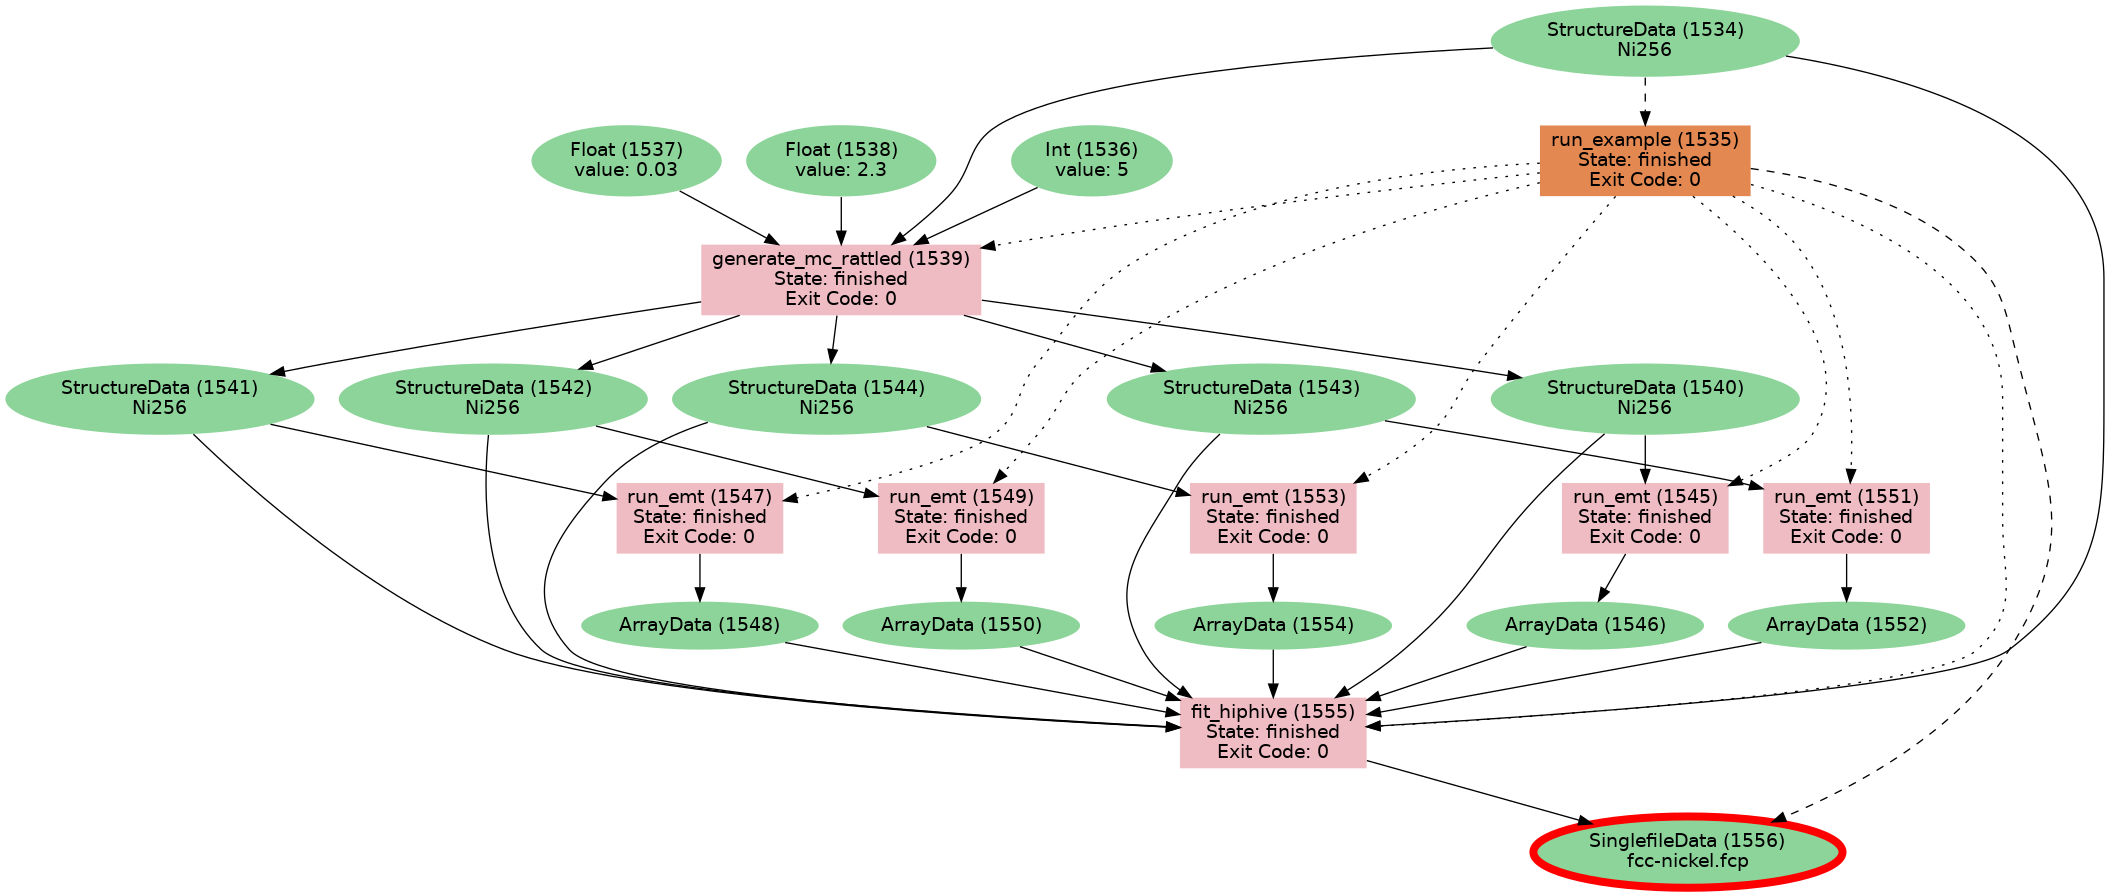 StructureData (1534)
Ni256
Float (1537)
value: 0.03
Float (1538)
value: 2.3
Int (1536)
value: 5
run_example (1535)
State: finished
Exit Code: 0
generate_mc_rattled (1539)
State: finished
Exit Code: 0
StructureData (1541)
Ni256
StructureData (1542)
Ni256
StructureData (1544)
Ni256
StructureData (1543)
Ni256
StructureData (1540)
Ni256
run_emt (1547)
State: finished
Exit Code: 0
run_emt (1549)
State: finished
Exit Code: 0
run_emt (1553)
State: finished
Exit Code: 0
run_emt (1545)
State: finished
Exit Code: 0
run_emt (1551)
State: finished
Exit Code: 0
ArrayData (1548)
ArrayData (1550)
ArrayData (1554)
ArrayData (1546)
ArrayData (1552)
fit_hiphive (1555)
State: finished
Exit Code: 0
SinglefileData (1556)
fcc-nickel.fcp